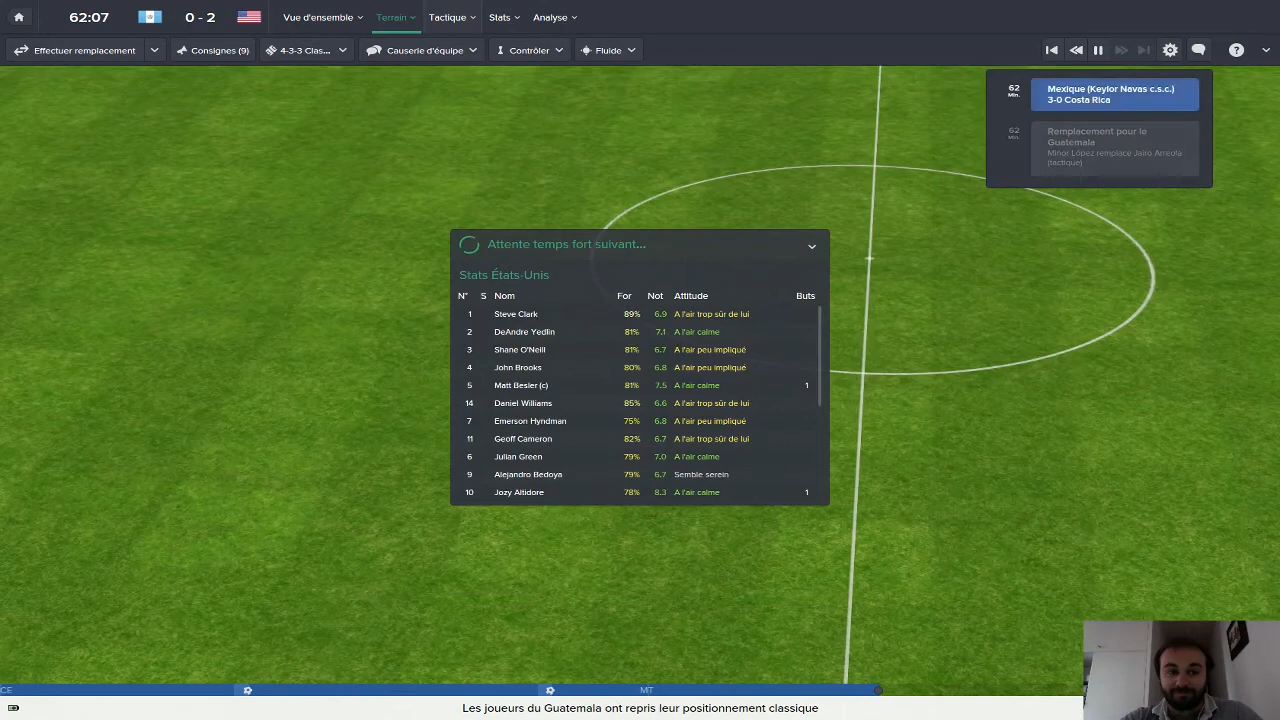 62:07
0 - 2
Vue d'ensemble
Terrain
Tactique
Stats
Analyse
Effectuer remplacement
Consignes (9)
4-3-3 Clas...
Causerie d'équipe
Contrôler
Fluide
62
Min.
Mexique (Keylor Navas c.s.c.)
3-0 Costa Rica
62
Min.
Remplacement pour le
Guatemala
Minor López remplace Jairo Arreola
(tactique)
Attente temps fort suivant...
Stats États-Unis
N° S Nom For Not Attitude Buts
1 Steve Clark 89% 6.9 A l'air trop sûr de lui
2 DeAndre Yedlin 81% 7.1 A l'air calme
3 Shane O'Neill 81% 6.7 A l'air peu impliqué
4 John Brooks 80% 6.8 A l'air peu impliqué
5 Matt Besler (c) 81% 7.5 A l'air calme 1
14 Daniel Williams 85% 6.6 A l'air trop sûr de lui
7 Emerson Hyndman 75% 6.8 A l'air peu impliqué
11 Geoff Cameron 82% 6.7 A l'air trop sûr de lui
6 Julian Green 79% 7.0 A l'air calme
9 Alejandro Bedoya 79% 6.7 Semble serein
10 Jozy Altidore 78% 8.3 A l'air calme 1
CE
MiT
Les joueurs du Guatemala ont repris leur positionnement classique